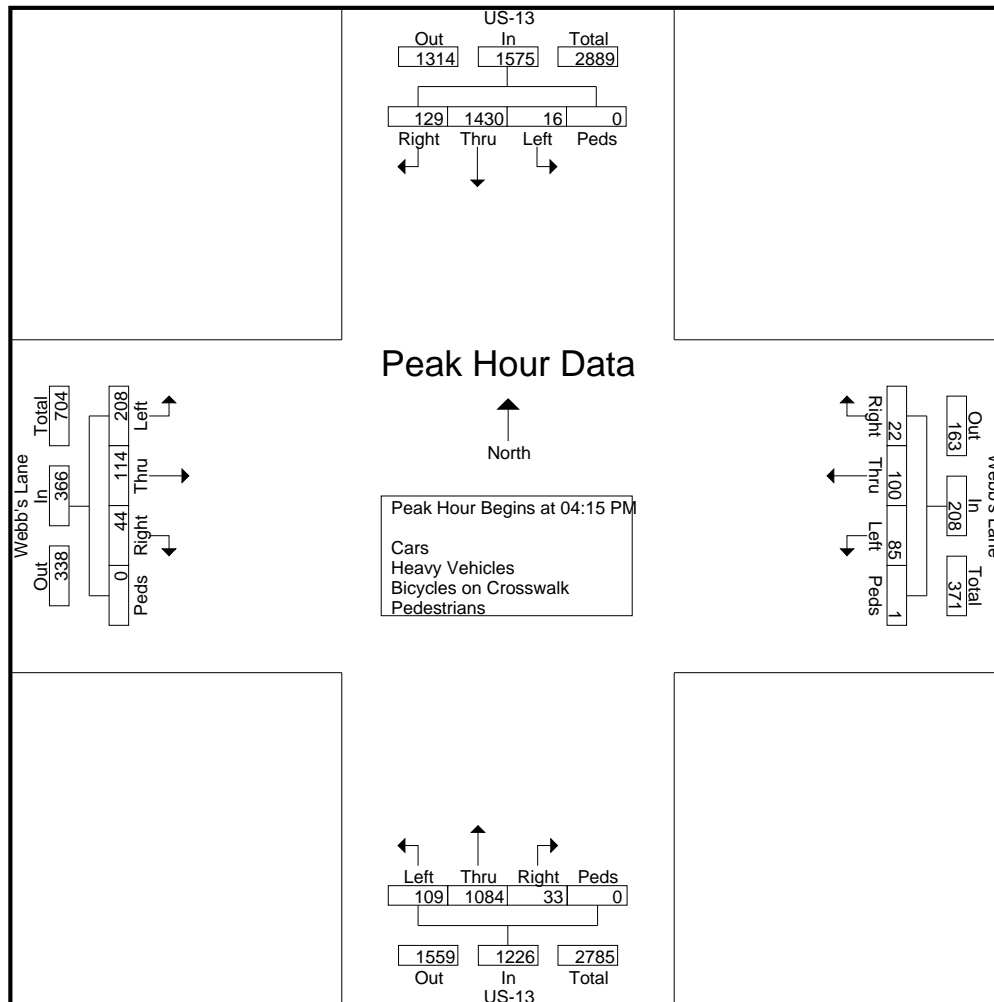 US-13
Out In Total
1314 1575 2889
129 1430 16 0
Right Thru Left Peds
Peak Hour Data
North
Peak Hour Begins at 04:15 PM
Cars
Heavy Vehicles
Bicycles on Crosswalk
Pedestrians
Webb's Lane
Out In Total
338 366 704
0 44 114 208
Peds Right Thru Left
Webb's Lane
Out In Total
163 208 371
22 100 85 1
Right Thru Left Peds
Left Thru Right Peds
109 1084 33 0
1559 1226 2785
Out In Total
US-13